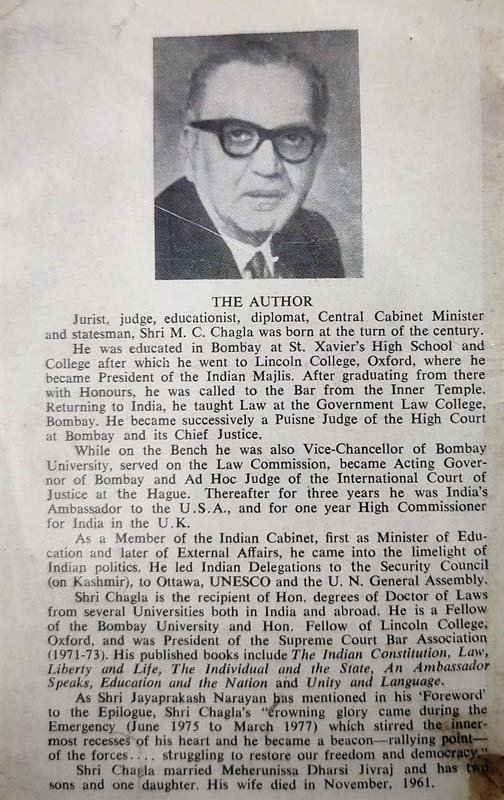 THE AUTHOR
Jurist, judge, educationist, diplomat, Central Cabinet Minister
and statesman, Shri M. C. Chagla was born at the turn of the century.
He was educated in Bombay at St. Xavier's High School and
College after which he went to Lincoln College, Oxford, where he
became President of the Indian Majlis. After graduating from there
with Honours, he was called to the Bar from the Inner Temple.
Returning to India, he taught Law at the Government Law College,
Bombay. He became successively a Puisne Judge of the High Court
at Bombay and its Chief Justice.
While on the Bench he was also Vice-Chancellor of Bombay
University, served on the Law Commission, became Acting Gover-
nor of Bombay and Ad Hoc Judge of the International Court of
Justice at the Hague. Thereafter for three years he was India's
Ambassador to the U.S.A., and for one year High Commissioner
for India in the U.K.
As a Member of the Indian Cabinet, first as Minister of Edu-
cation and later of External Affairs, he came into the limelight of
Indian politics. He led Indian Delegations to the Security Council
(on Kashmir), to Ottawa, UNESCO and the U. N. General Assembly.
Shri Chagla is the recipient of Hon. degrees of Doctor of Laws
from several Universities both in India and abroad. He is a Fellow
of the Bombay University and Hon. Fellow of Lincoln College,
Oxford, and was President of the Supreme Court Bar Association
(1971-73). His published books include The Indian Constitution, Law,
Liberty and Life, The Individual and the State, An Ambassador
Speaks, Education and the Nation and Unity and Language.
As Shri Jayaprakash Narayan has mentioned in his 'Foreword'
to the Epilogue, Shri Chagla's "crowning glory came during the
Emergency (June 1975 to March 1977) which stirred the inner-
most recesses of his heart and he became a beacon—rallying point—
of the forces.... struggling to restore our freedom and democracy."
Shri Chagla married Meherunissa Dharsi Jivraj and has two
sons and one daughter. His wife died in November, 1961.